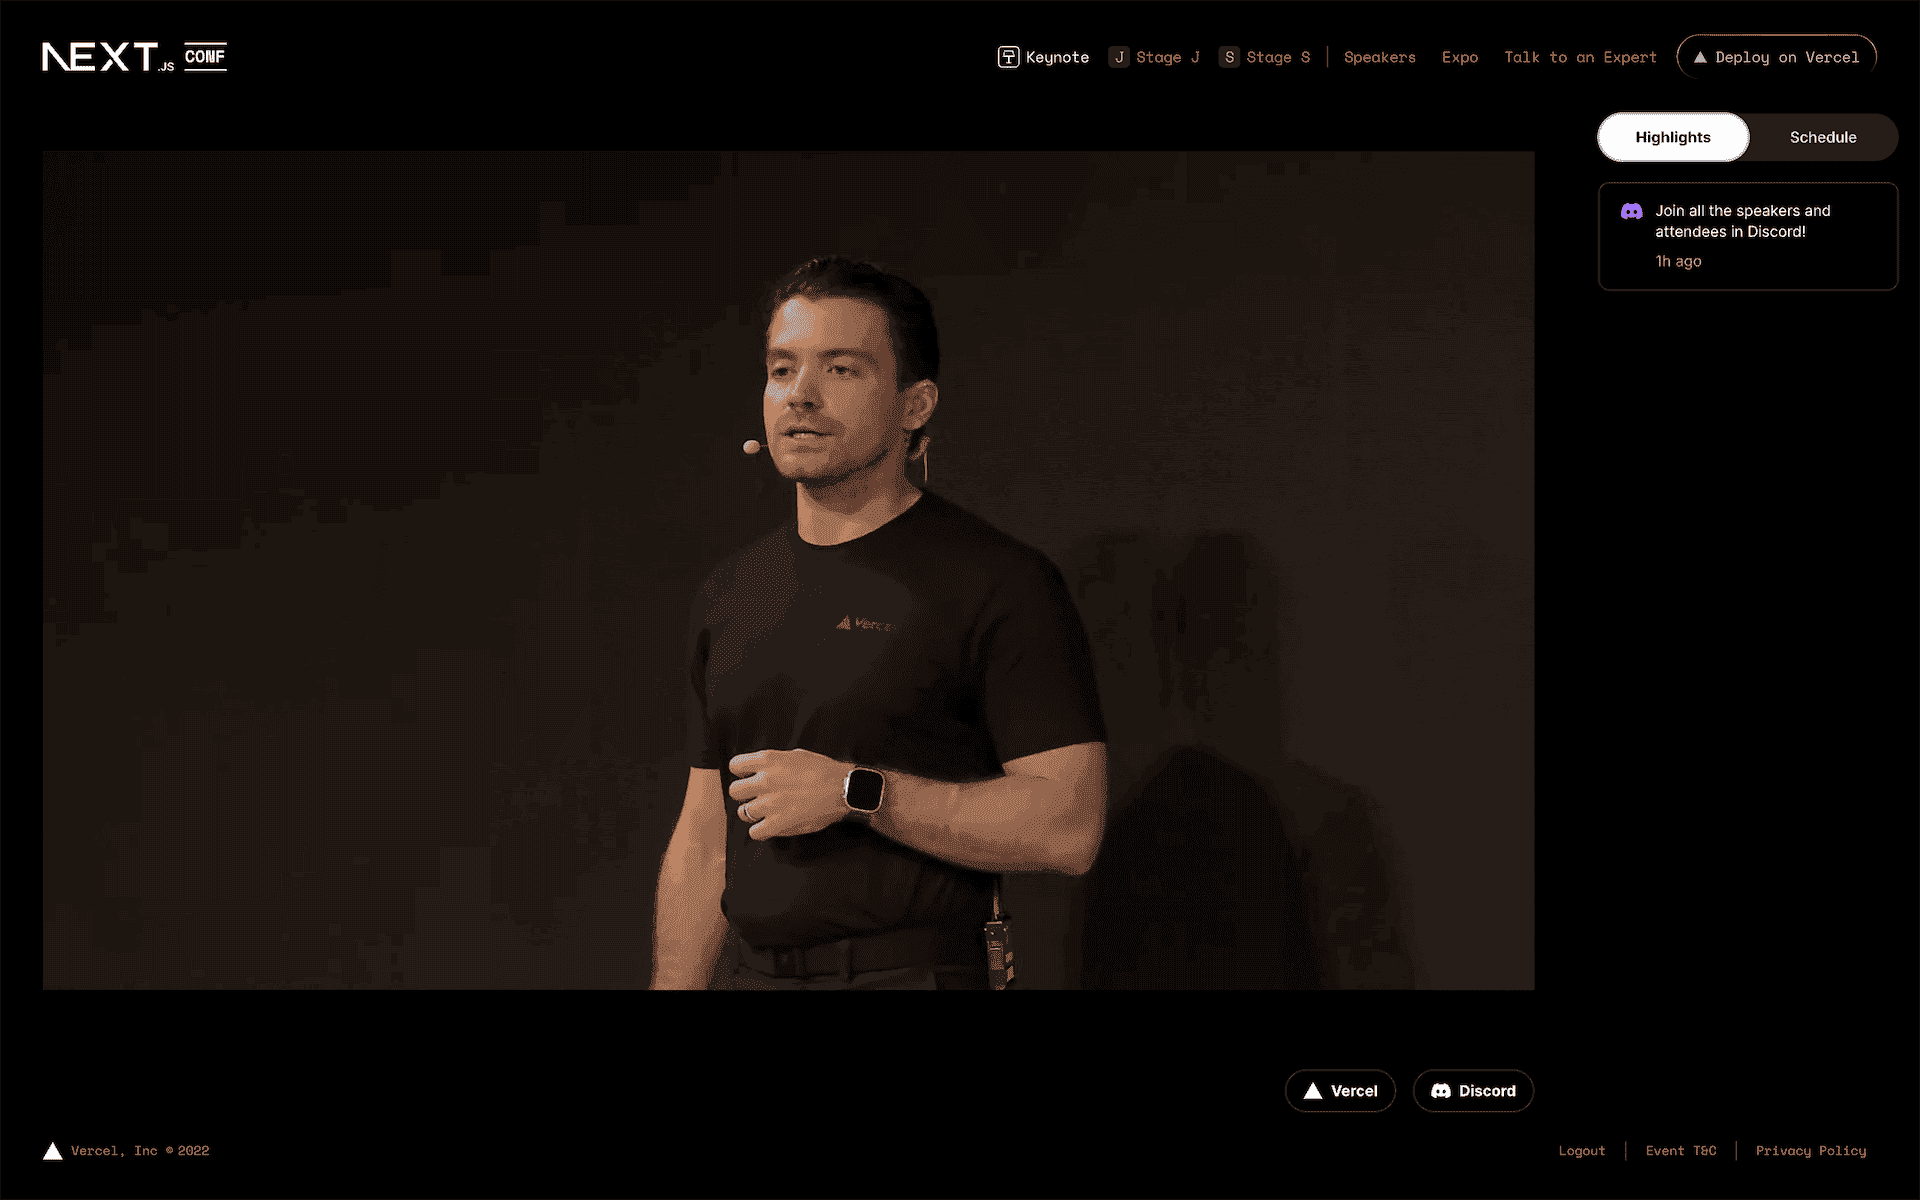 NEXT.JS CONF
Keynote
J Stage J
S Stage S
Speakers
Expo
Talk to an Expert
Deploy on Vercel
Highlights
Schedule
Join all the speakers and
attendees in Discord!
1h ago
Vercel
Vercel
Discord
Vercel, Inc © 2022
Logout
Event T&C
Privacy Policy